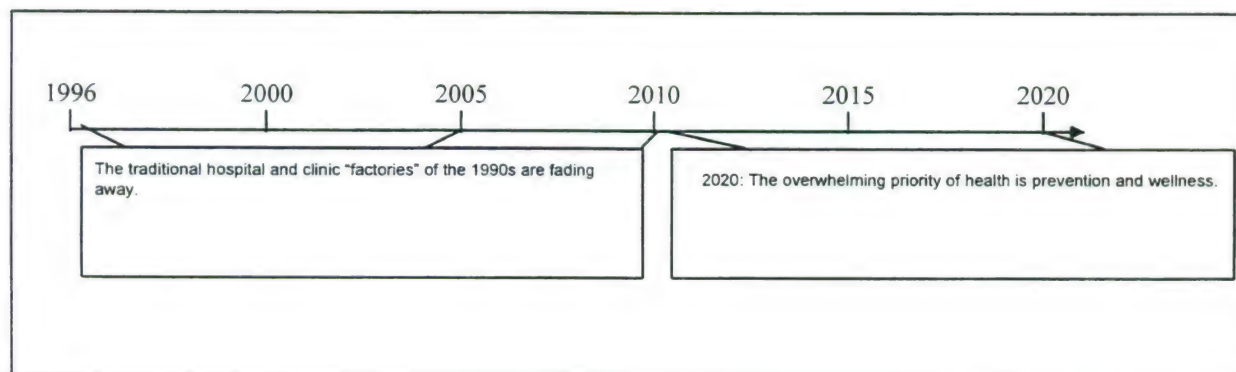 1996 2000 2005 2010 2015 2020
The traditional hospital and clinic "factories" of the 1990s are fading
away.
2020: The overwhelming priority of health is prevention and wellness.